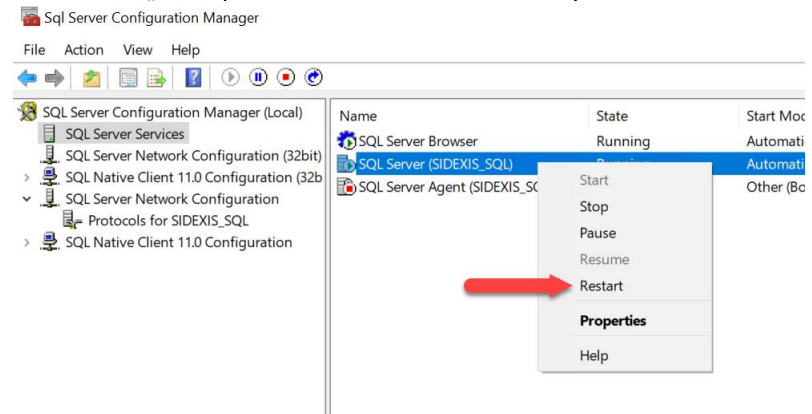 Sql Server Configuration Manager
File Action View Help
SQL Server Configuration Manager (Local)
SQL Server Services
SQL Server Network Configuration (32bit)
SQL Native Client 11.0 Configuration (32b
SQL Server Network Configuration
Protocols for SIDEXIS_SQL
SQL Native Client 11.0 Configuration
Name State Start Mod
SQL Server Browser Running Automati
SQL Server (SIDEXIS_SQL) Running Automati
SQL Server Agent (SIDEXIS_SQ Other (Bo
Start
Stop
Pause
Resume
Restart
Properties
Help